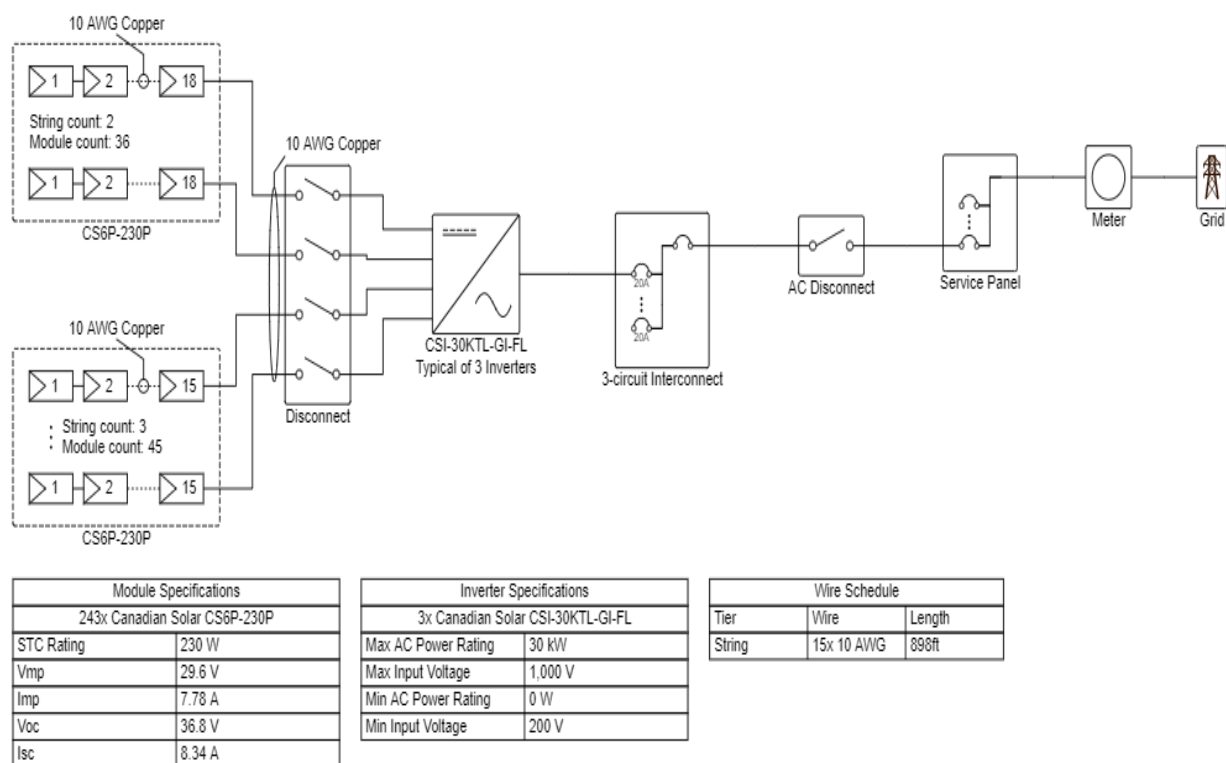 10 AWG Copper
1 2 18
String count: 2
Module count: 36
1 2 18
CS6P-230P
10 AWG Copper
10 AWG Copper
1 2 15
String count: 3
Module count: 45
1 2 15
CS6P-230P
Disconnect
CSI-30KTL-GI-FL
Typical of 3 Inverters
20A
20A
3-circuit Interconnect
AC Disconnect
Service Panel
Meter
Grid
Module Specifications
243x Canadian Solar CS6P-230P
STC Rating 230 W
Vmp 29.6 V
Imp 7.78 A
Voc 36.8 V
Isc 8.34 A
Inverter Specifications
3x Canadian Solar CSI-30KTL-GI-FL
Max AC Power Rating 30 kW
Max Input Voltage 1,000 V
Min AC Power Rating 0 W
Min Input Voltage 200 V
Wire Schedule
Tier Wire Length
String 15x 10 AWG 898ft